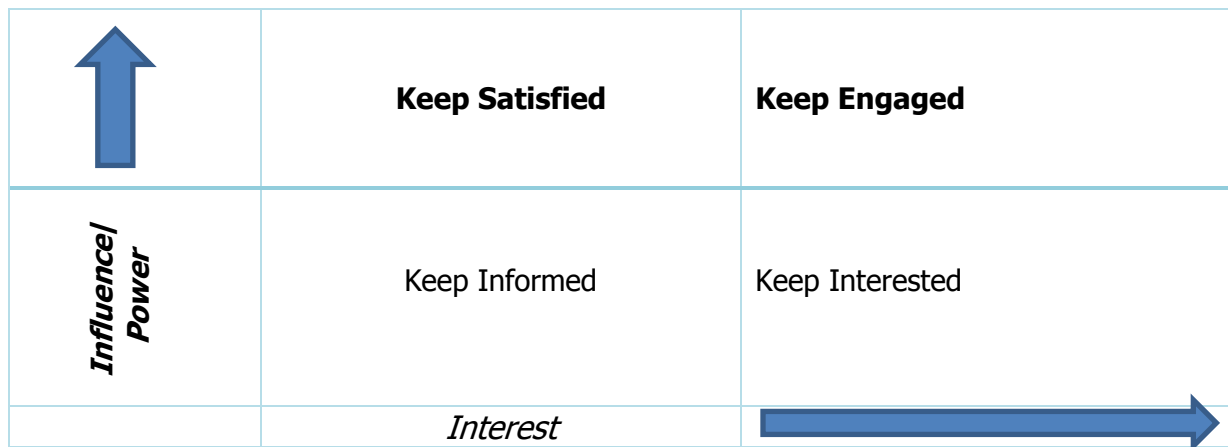 Keep Satisfied
Keep Engaged
Influence/
Power
Keep Informed
Keep Interested
Interest